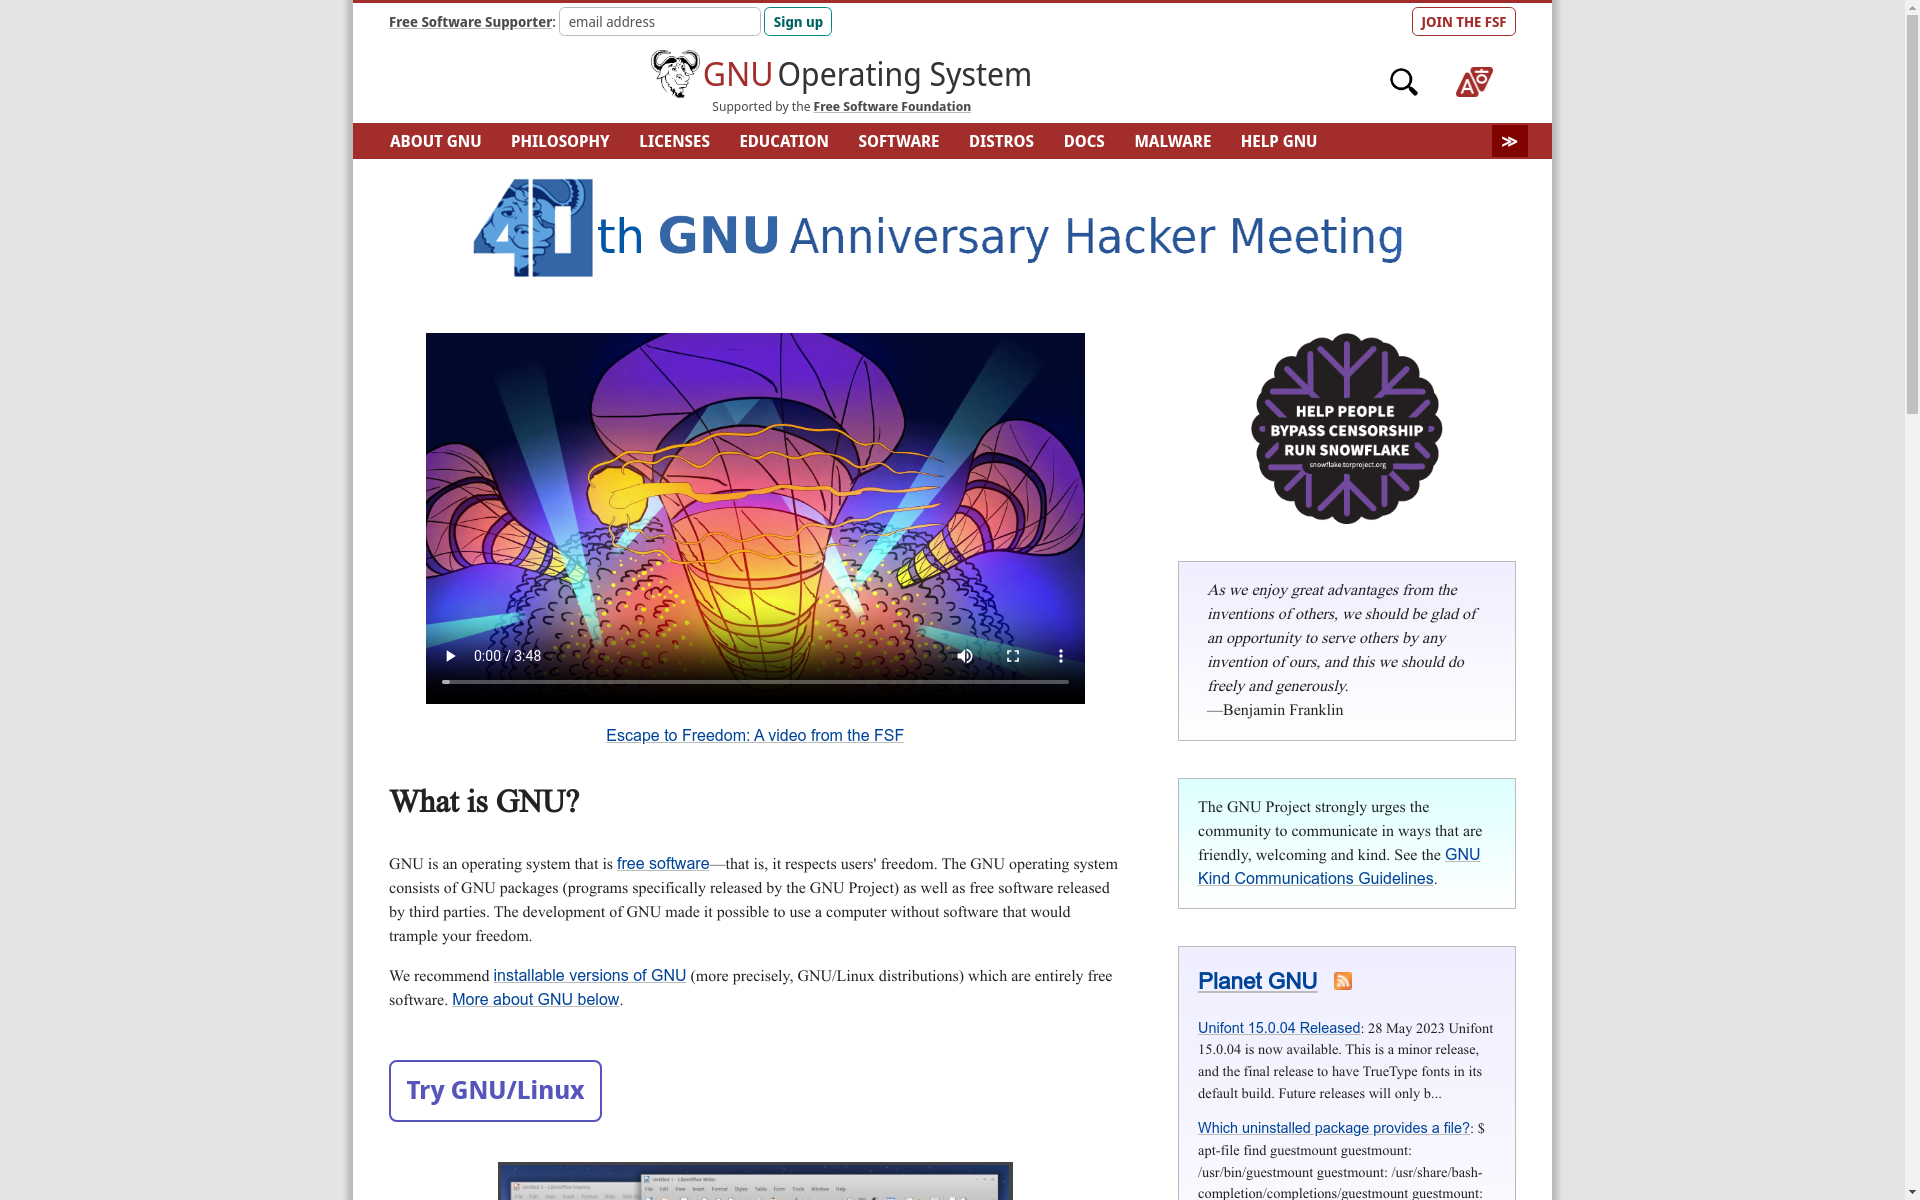 Free Software Supporter: email address Sign up
JOIN THE FSF
GNU Operating System
Supported by the Free Software Foundation
ABOUT GNU PHILOSOPHY LICENSES EDUCATION SOFTWARE DISTROS DOCS MALWARE HELP GNU ≫
40th GNU Anniversary Hacker Meeting
0:00 / 3:48
Escape to Freedom: A video from the FSF
What is GNU?
GNU is an operating system that is free software—that is, it respects users' freedom. The GNU operating system
consists of GNU packages (programs specifically released by the GNU Project) as well as free software released
by third parties. The development of GNU made it possible to use a computer without software that would
trample your freedom.
We recommend installable versions of GNU (more precisely, GNU/Linux distributions) which are entirely free
software. More about GNU below.
Try GNU/Linux
HELP PEOPLE
BYPASS CENSORSHIP
RUN SNOWFLAKE
snowflake.torproject.org
As we enjoy great advantages from the
inventions of others, we should be glad of
an opportunity to serve others by any
invention of ours, and this we should do
freely and generously.
—Benjamin Franklin
The GNU Project strongly urges the
community to communicate in ways that are
friendly, welcoming and kind. See the GNU
Kind Communications Guidelines.
Planet GNU
Unifont 15.0.04 Released: 28 May 2023 Unifont
15.0.04 is now available. This is a minor release,
and the final release to have TrueType fonts in its
default build. Future releases will only b...
Which uninstalled package provides a file?: $
apt-file find guestmount guestmount:
/usr/bin/guestmount guestmount: /usr/share/bash-
completion/completions/guestmount guestmount: